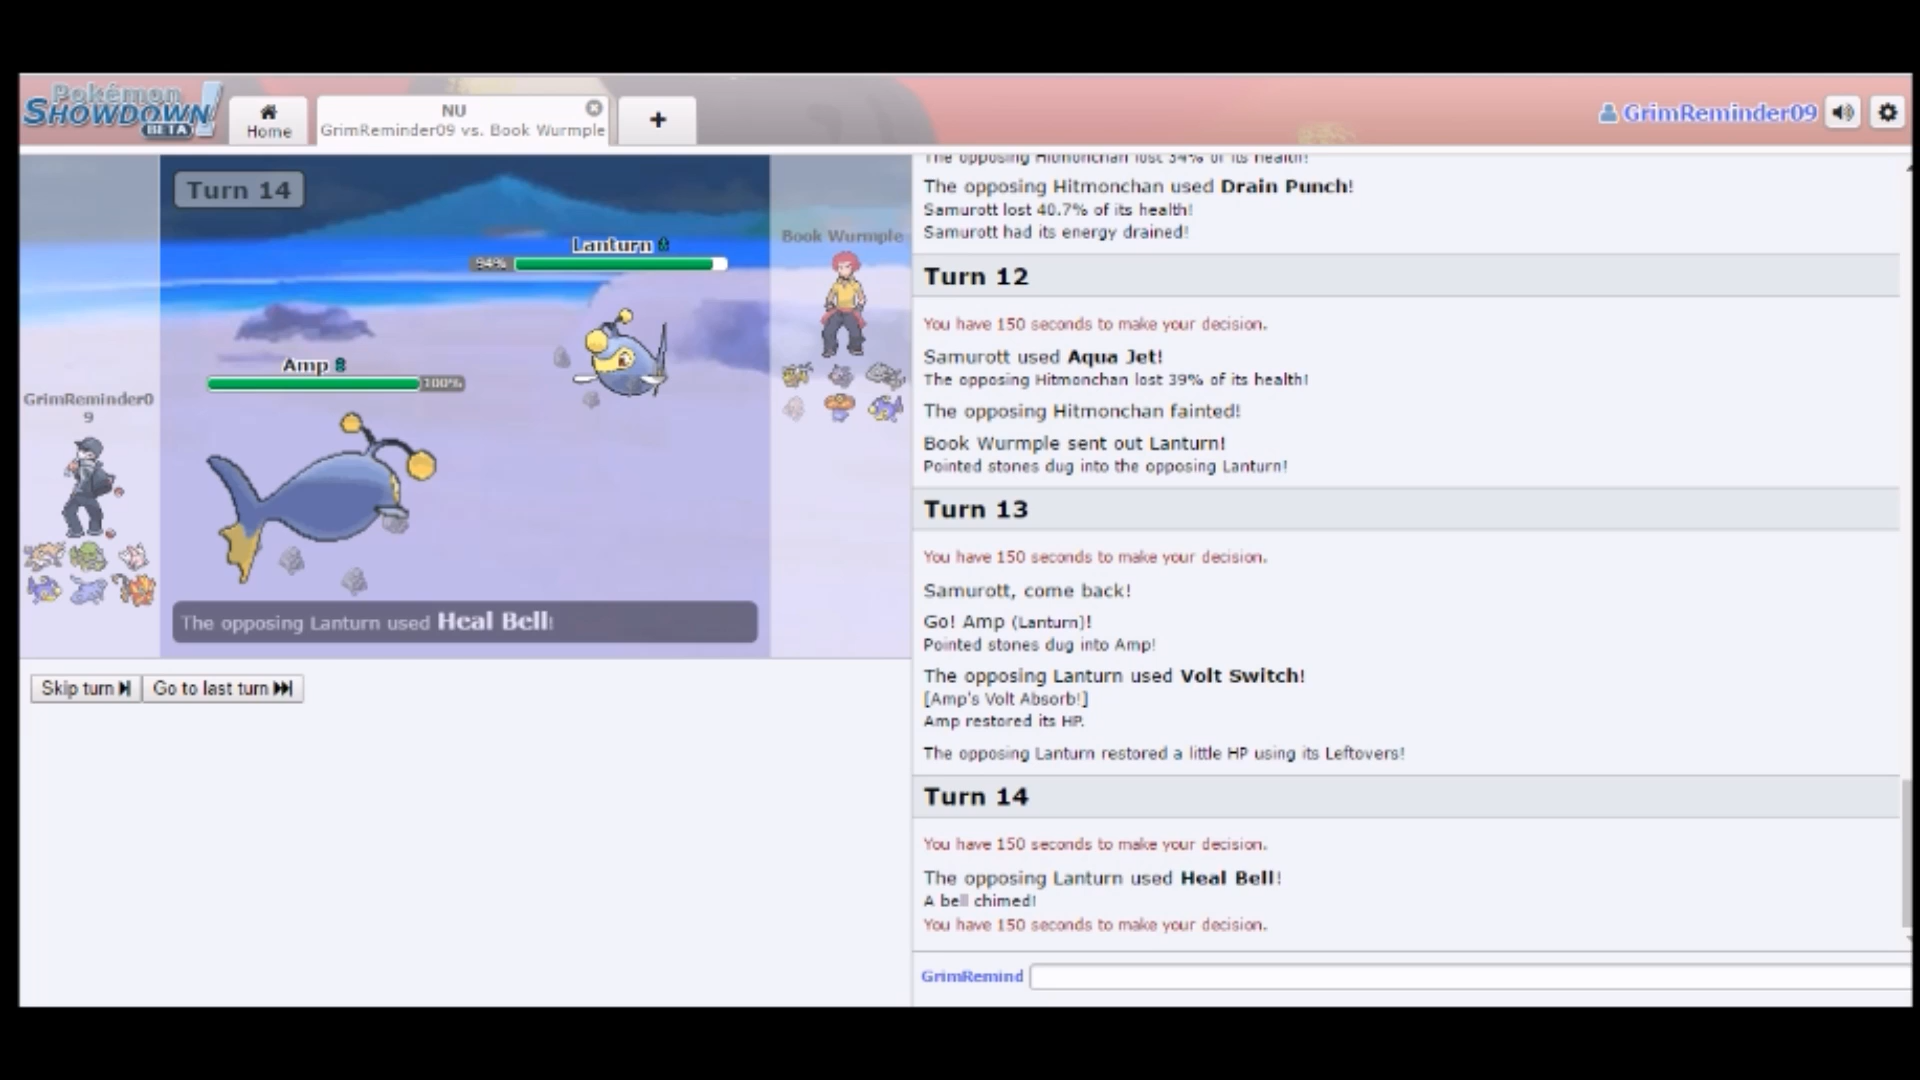 Pokémon
SHOWDOWN!
BETA
Home
NU
GrimReminder09 vs. Book Wurmple
+
GrimReminder09
Turn 14
Lanturn
94%
Amp
100%
GrimReminder0
9
Book Wurmple
The opposing Lanturn used Heal Bell!
Skip turn
Go to last turn
The opposing Hitmonchan lost 34% of its health!
The opposing Hitmonchan used Drain Punch!
Samurott lost 40.7% of its health!
Samurott had its energy drained!
Turn 12
You have 150 seconds to make your decision.
Samurott used Aqua Jet!
The opposing Hitmonchan lost 39% of its health!
The opposing Hitmonchan fainted!
Book Wurmple sent out Lanturn!
Pointed stones dug into the opposing Lanturn!
Turn 13
You have 150 seconds to make your decision.
Samurott, come back!
Go! Amp (Lanturn)!
Pointed stones dug into Amp!
The opposing Lanturn used Volt Switch!
[Amp's Volt Absorb!]
Amp restored its HP.
The opposing Lanturn restored a little HP using its Leftovers!
Turn 14
You have 150 seconds to make your decision.
The opposing Lanturn used Heal Bell!
A bell chimed!
You have 150 seconds to make your decision.
GrimRemind